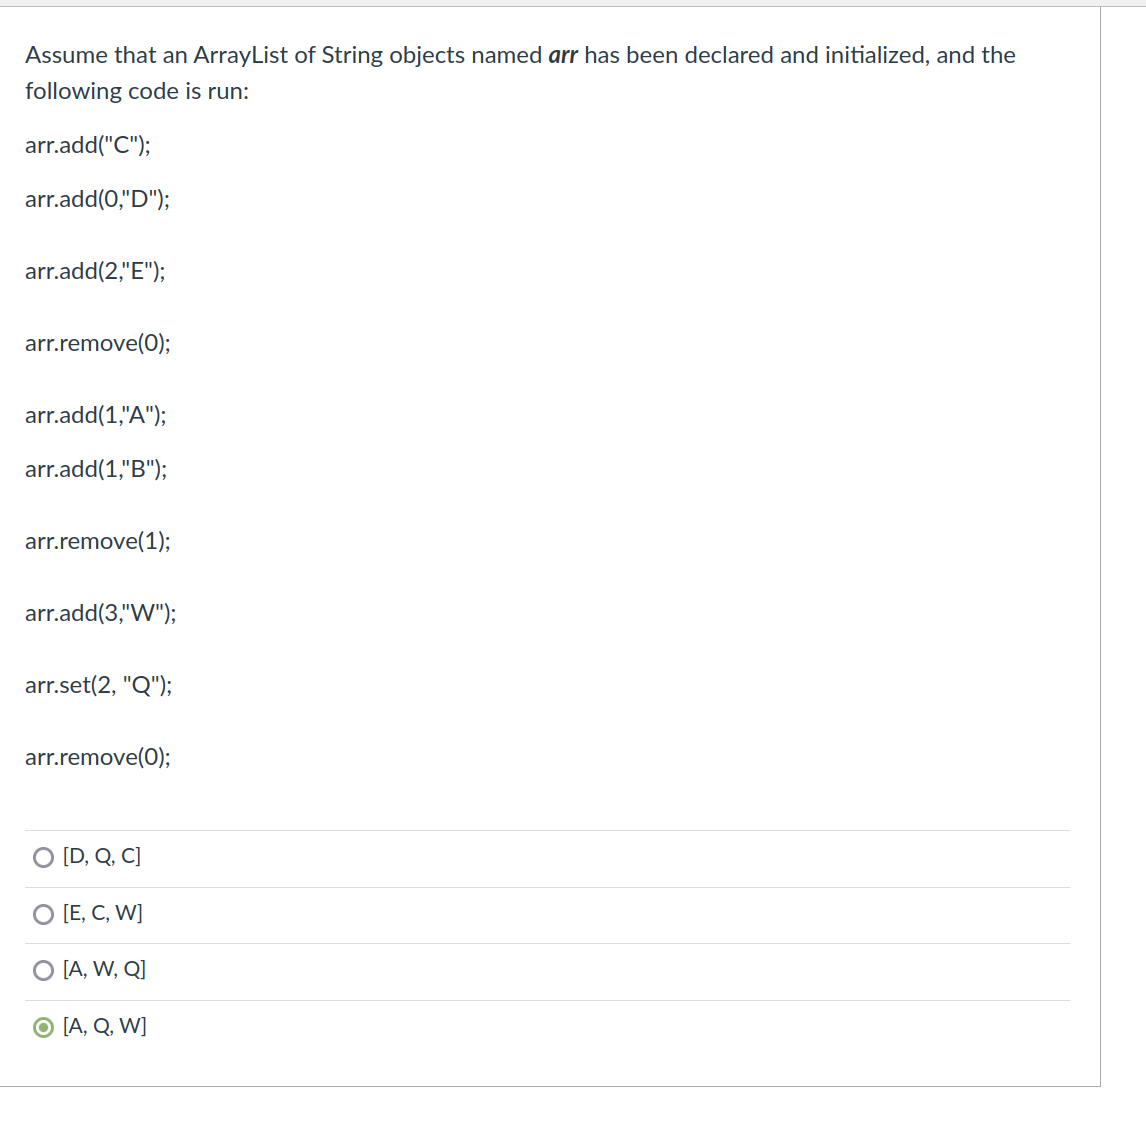 Assume that an ArrayList of String objects named arr has been declared and initialized, and the
following code is run:
arr.add("C");
arr.add(0,"D");
arr.add(2,"E");
arr.remove(0);
arr.add(1,"A");
arr.add(1,"B");
arr.remove(1);
arr.add(3,"W");
arr.set(2, "Q");
arr.remove(0);
[D, Q, C]
[E, C, W]
[A, W, Q]
[A, Q, W]